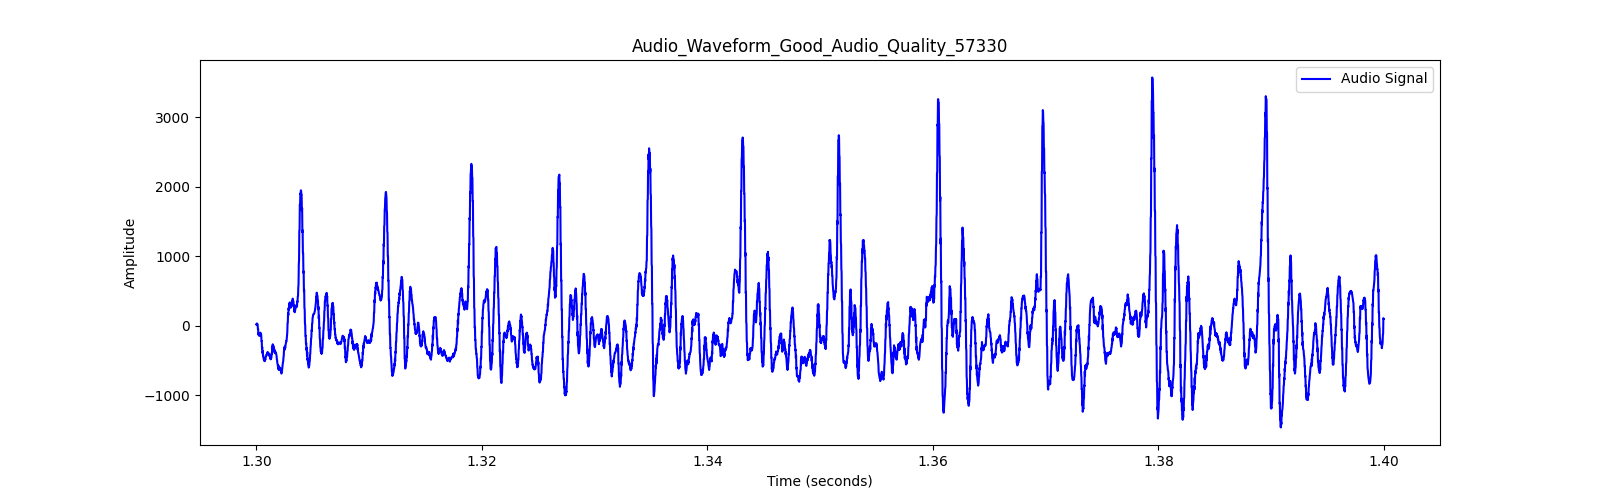 Audio_Waveform_Good_Audio_Quality_57330
Audio Signal
Amplitude
3000
2000
1000
0
−1000
1.30 1.32 1.34 1.36 1.38 1.40
Time (seconds)